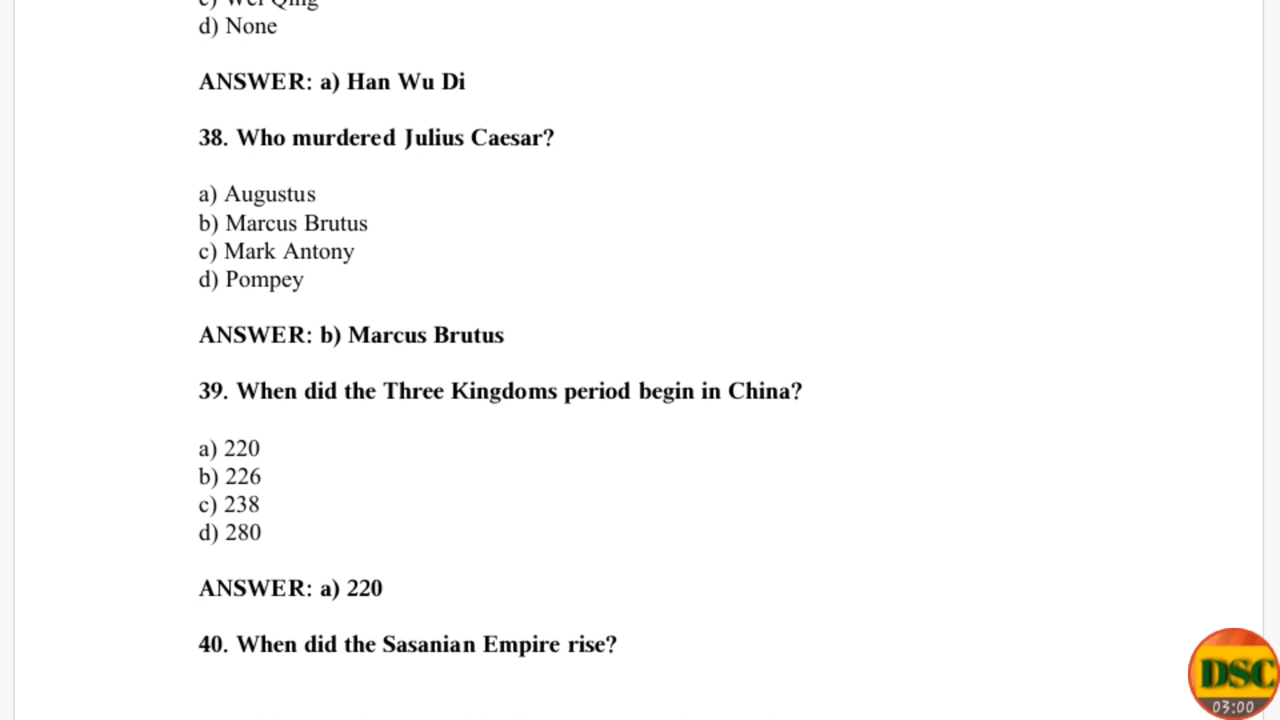 c) Wei Qing
d) None
ANSWER: a) Han Wu Di
38. Who murdered Julius Caesar?
a) Augustus
b) Marcus Brutus
c) Mark Antony
d) Pompey
ANSWER: b) Marcus Brutus
39. When did the Three Kingdoms period begin in China?
a) 220
b) 226
c) 238
d) 280
ANSWER: a) 220
40. When did the Sasanian Empire rise?
DSC
03:00